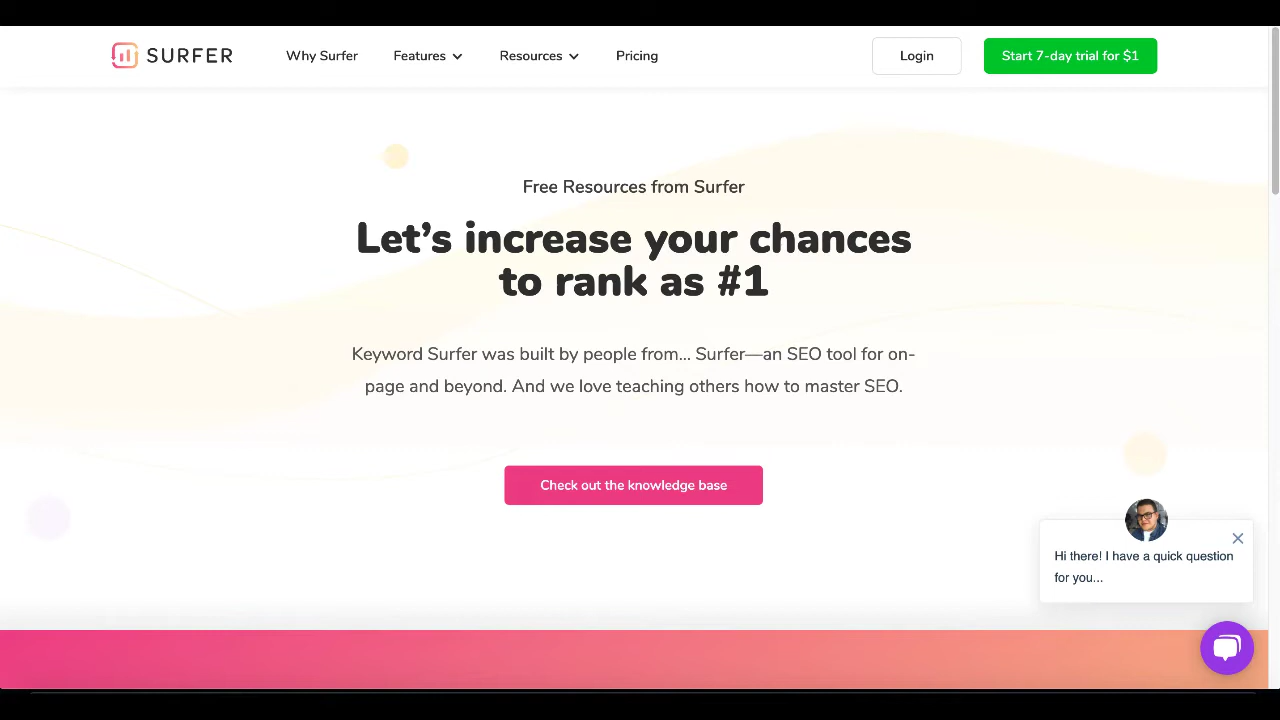 SURFER
Why Surfer
Features
Resources
Pricing
Login
Start 7-day trial for $1
Free Resources from Surfer
Let’s increase your chances
to rank as #1
Keyword Surfer was built by people from... Surfer—an SEO tool for on-
page and beyond. And we love teaching others how to master SEO.
Check out the knowledge base
Hi there! I have a quick question
for you...